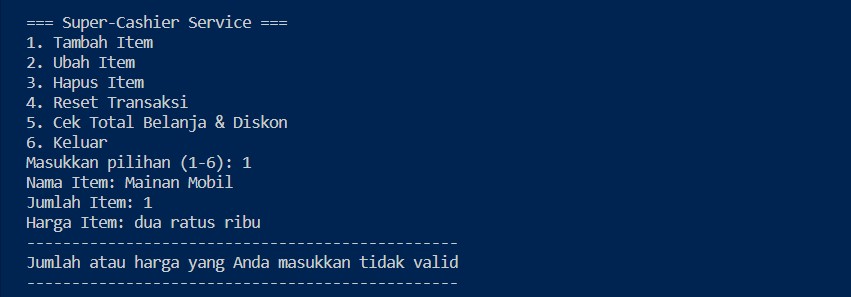 === Super-Cashier Service ===
1. Tambah Item
2. Ubah Item
3. Hapus Item
4. Reset Transaksi
5. Cek Total Belanja & Diskon
6. Keluar
Masukkan pilihan (1-6): 1
Nama Item: Mainan Mobil
Jumlah Item: 1
Harga Item: dua ratus ribu
------------------------------------------------
Jumlah atau harga yang Anda masukkan tidak valid
------------------------------------------------